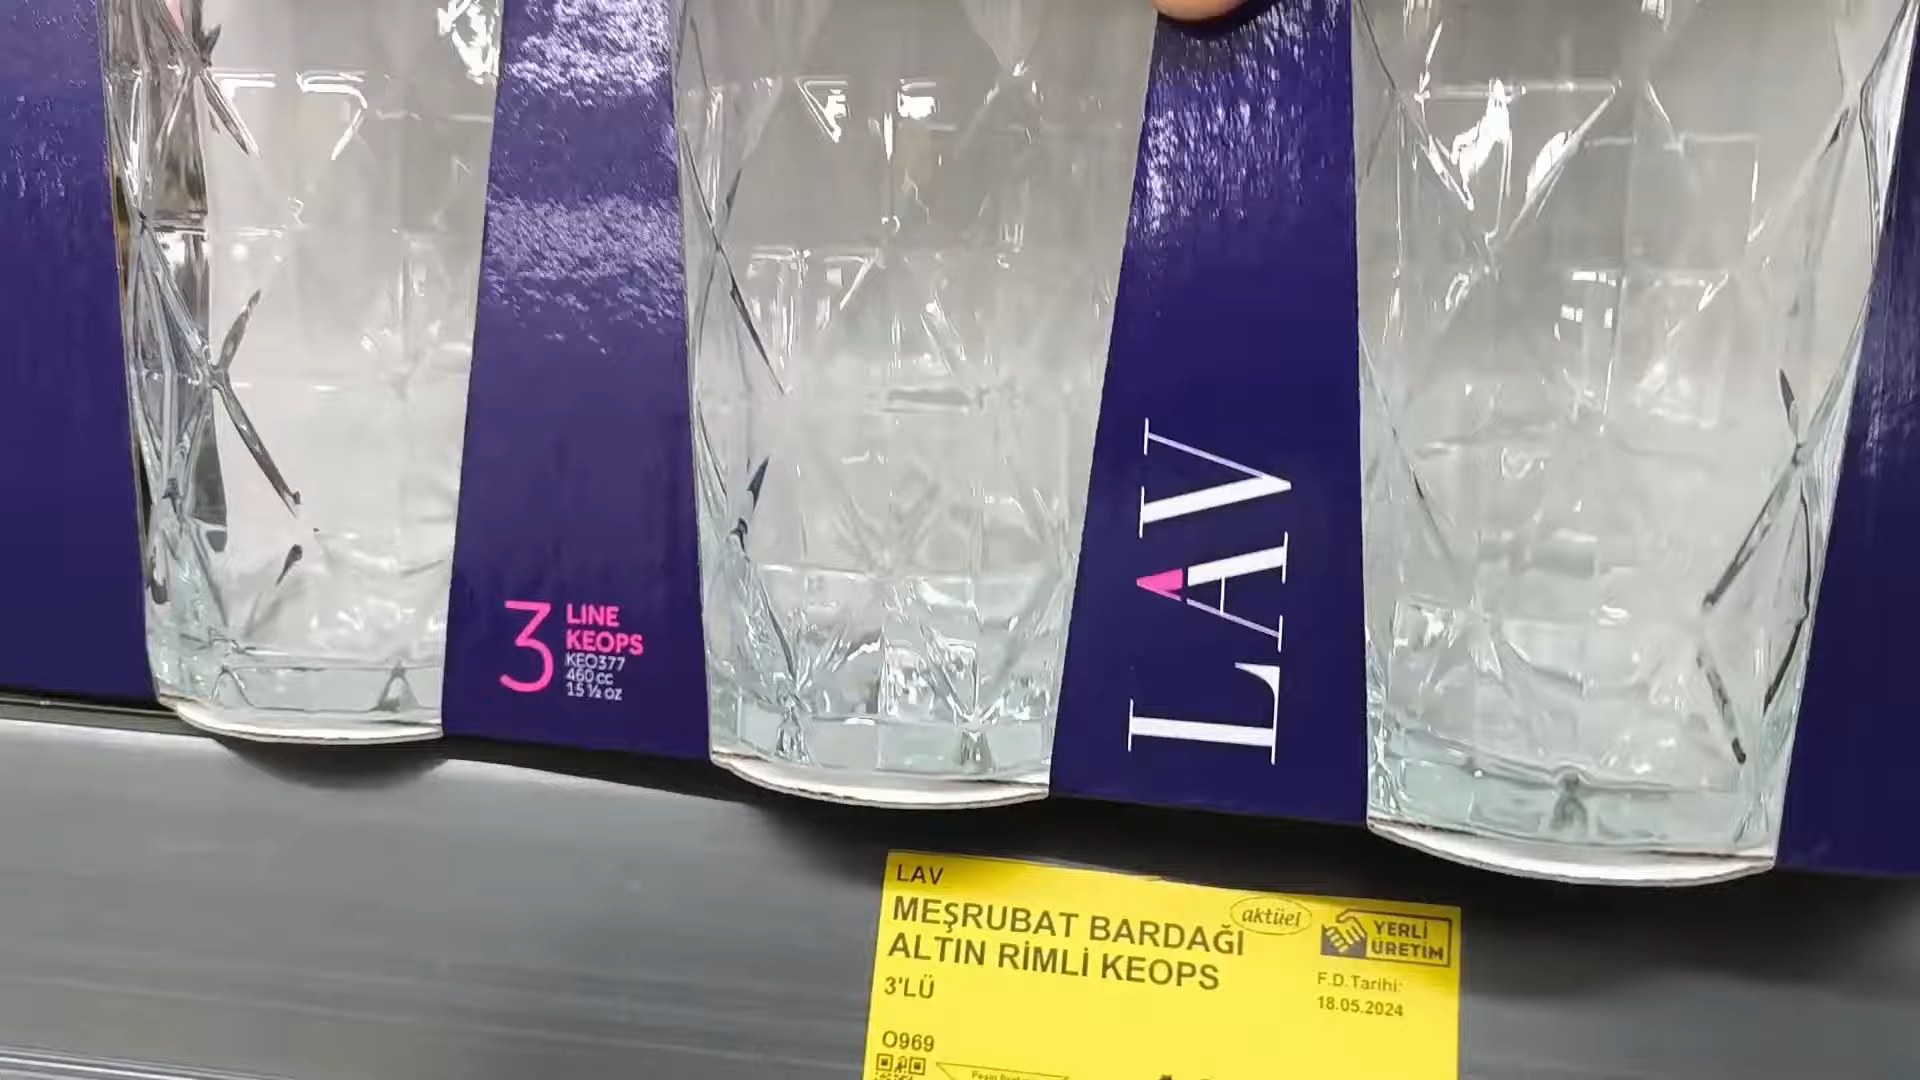 3
LINE
KEOPS
KEO377
460 cc
15 ½ oz
LAV
LAV
MEŞRUBAT BARDAĞI
ALTIN RİMLİ KEOPS
3'LÜ
aktüel
YERLİ
ÜRETİM
F.D.Tarihi:
18.05.2024
O969